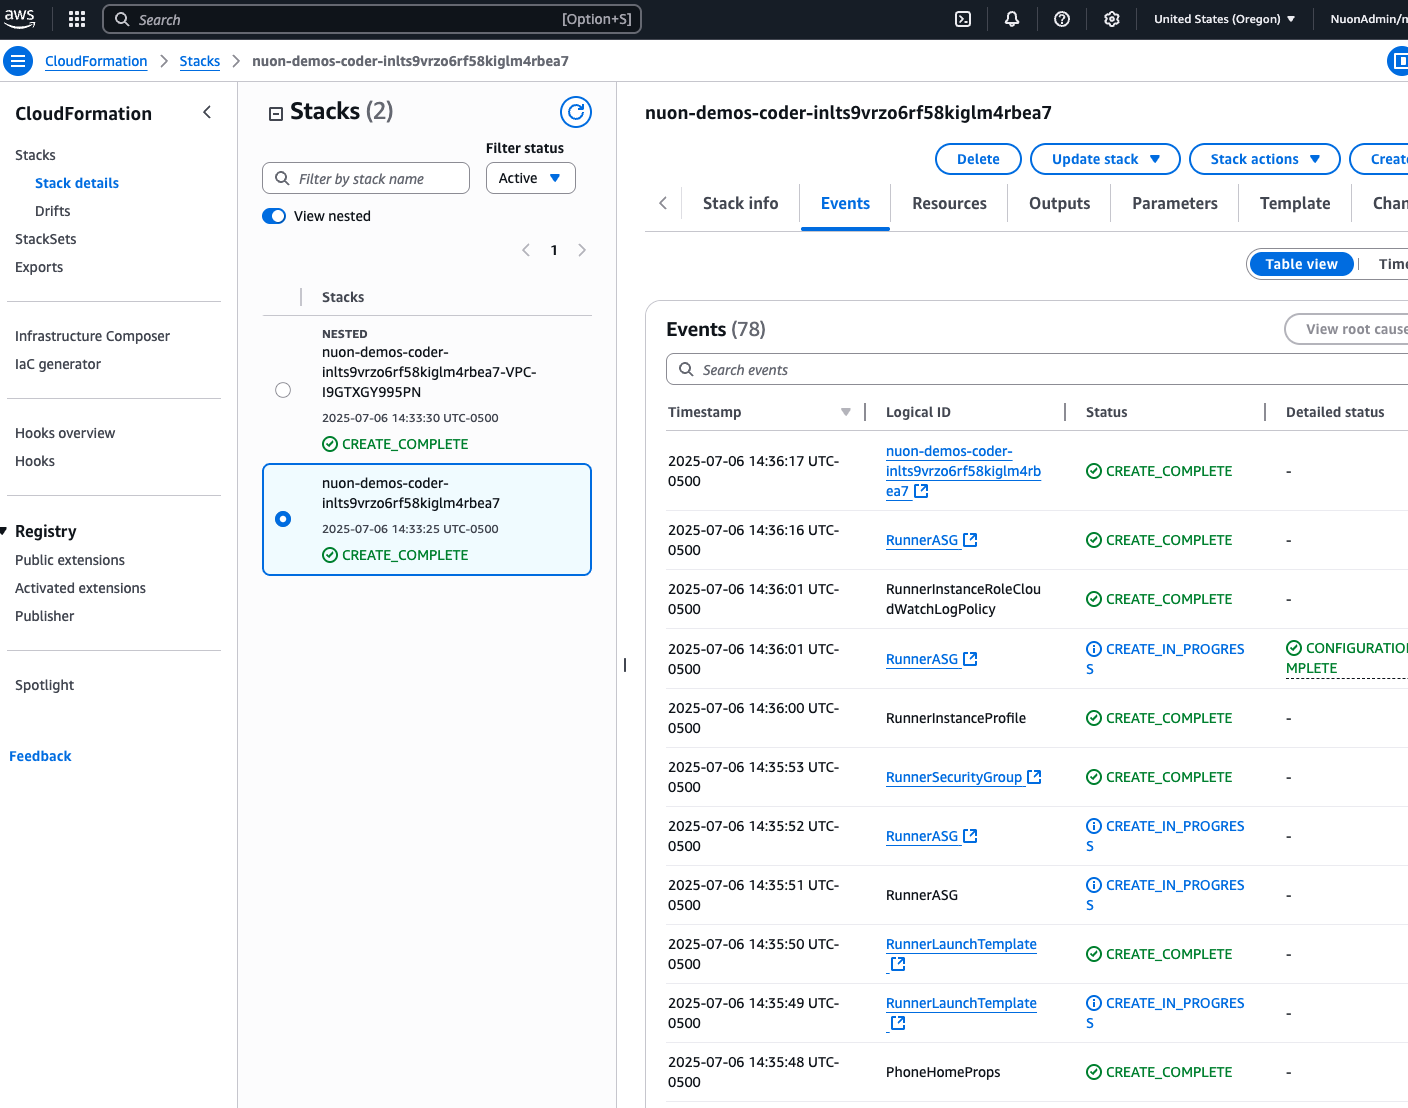 aws
Search [Option+S]
United States (Oregon)
NuonAdmin/n
CloudFormation
Stacks
nuon-demos-coder-inlts9vrzo6rf58kiglm4rbea7
CloudFormation
Stacks
Stack details
Drifts
StackSets
Exports
Infrastructure Composer
IaC generator
Hooks overview
Hooks
Registry
Public extensions
Activated extensions
Publisher
Spotlight
Feedback
Stacks (2)
Filter status
Filter by stack name
Active
View nested
1
Stacks
NESTED
nuon-demos-coder-
inlts9vrzo6rf58kiglm4rbea7-VPC-
I9GTXGY995PN
2025-07-06 14:33:30 UTC-0500
CREATE_COMPLETE
nuon-demos-coder-
inlts9vrzo6rf58kiglm4rbea7
2025-07-06 14:33:25 UTC-0500
CREATE_COMPLETE
nuon-demos-coder-inlts9vrzo6rf58kiglm4rbea7
Delete
Update stack
Stack actions
Create
Stack info
Events
Resources
Outputs
Parameters
Template
Chan
Table view
Time
Events (78)
View root cause
Search events
Timestamp Logical ID Status Detailed status
2025-07-06 14:36:17 UTC-
0500
nuon-demos-coder-
inlts9vrzo6rf58kiglm4rb
ea7
CREATE_COMPLETE
-
2025-07-06 14:36:16 UTC-
0500
RunnerASG
CREATE_COMPLETE
-
2025-07-06 14:36:01 UTC-
0500
RunnerInstanceRoleClou
dWatchLogPolicy
CREATE_COMPLETE
-
2025-07-06 14:36:01 UTC-
0500
RunnerASG
CREATE_IN_PROGRES
S
CONFIGURATIO
MPLETE
2025-07-06 14:36:00 UTC-
0500
RunnerInstanceProfile
CREATE_COMPLETE
-
2025-07-06 14:35:53 UTC-
0500
RunnerSecurityGroup
CREATE_COMPLETE
-
2025-07-06 14:35:52 UTC-
0500
RunnerASG
CREATE_IN_PROGRES
S
-
2025-07-06 14:35:51 UTC-
0500
RunnerASG
CREATE_IN_PROGRES
S
-
2025-07-06 14:35:50 UTC-
0500
RunnerLaunchTemplate
CREATE_COMPLETE
-
2025-07-06 14:35:49 UTC-
0500
RunnerLaunchTemplate
CREATE_IN_PROGRES
S
-
2025-07-06 14:35:48 UTC-
0500
PhoneHomeProps
CREATE_COMPLETE
-